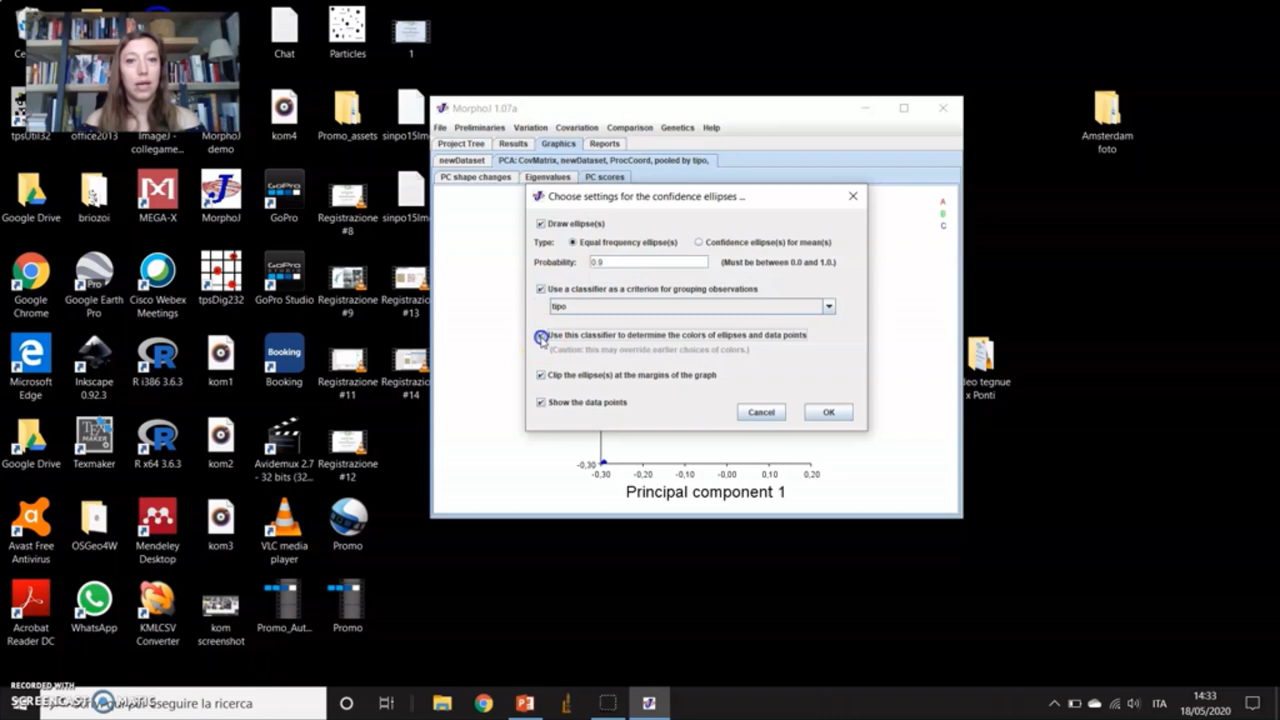 Ce
Chat
Particles
1
tpsUtil32
office2013
ImageJ -
collegame...
MorphoJ
demo
kom4
Promo_assets
sinpo15lm
Amsterdam
foto
Google Drive
briozoi
MEGA-X
MorphoJ
GoPro
Registrazione
#8
sinpo15lm
Google
Chrome
Google Earth
Pro
Cisco Webex
Meetings
tpsDig232
GoPro Studio
Registrazione
#9
Registrazione
#13
Microsoft
Edge
Inkscape
0.92.3
R i386 3.6.3
kom1
Booking
Booking
Registrazione
#11
Registrazione
#14
leo tegnue
x Ponti
Google Drive
Texmaker
R x64 3.6.3
kom2
Avidemux 2.7
- 32 bits (32...
Registrazione
#12
Avast Free
Antivirus
OSGeo4W
Mendeley
Desktop
kom3
VLC media
player
Promo
Acrobat
Reader DC
WhatsApp
KMLCSV
Converter
kom
screenshot
Promo_Aut...
Promo
MorphoJ 1.07a
File Preliminaries Variation Covariation Comparison Genetics Help
Project Tree Results Graphics Reports
newDataset PCA: CovMatrix, newDataset, ProcCoord, pooled by tipo,
PC shape changes Eigenvalues PC scores
A
B
C
Choose settings for the confidence ellipses ...
Draw ellipse(s)
Type: Equal frequency ellipse(s) Confidence ellipse(s) for mean(s)
Probability: 0.9 (Must be between 0.0 and 1.0.)
Use a classifier as a criterion for grouping observations
tipo
Use this classifier to determine the colors of ellipses and data points
(Caution: this may override earlier choices of colors.)
Clip the ellipse(s) at the margins of the graph
Show the data points
Cancel OK
-0,30
-0,30 -0,20 -0,10 -0,00 0,10 0,20
Principal component 1
RECORDED WITH
SCREENCAST MATIC
qui per eseguire la ricerca
ITA
14:33
18/05/2020